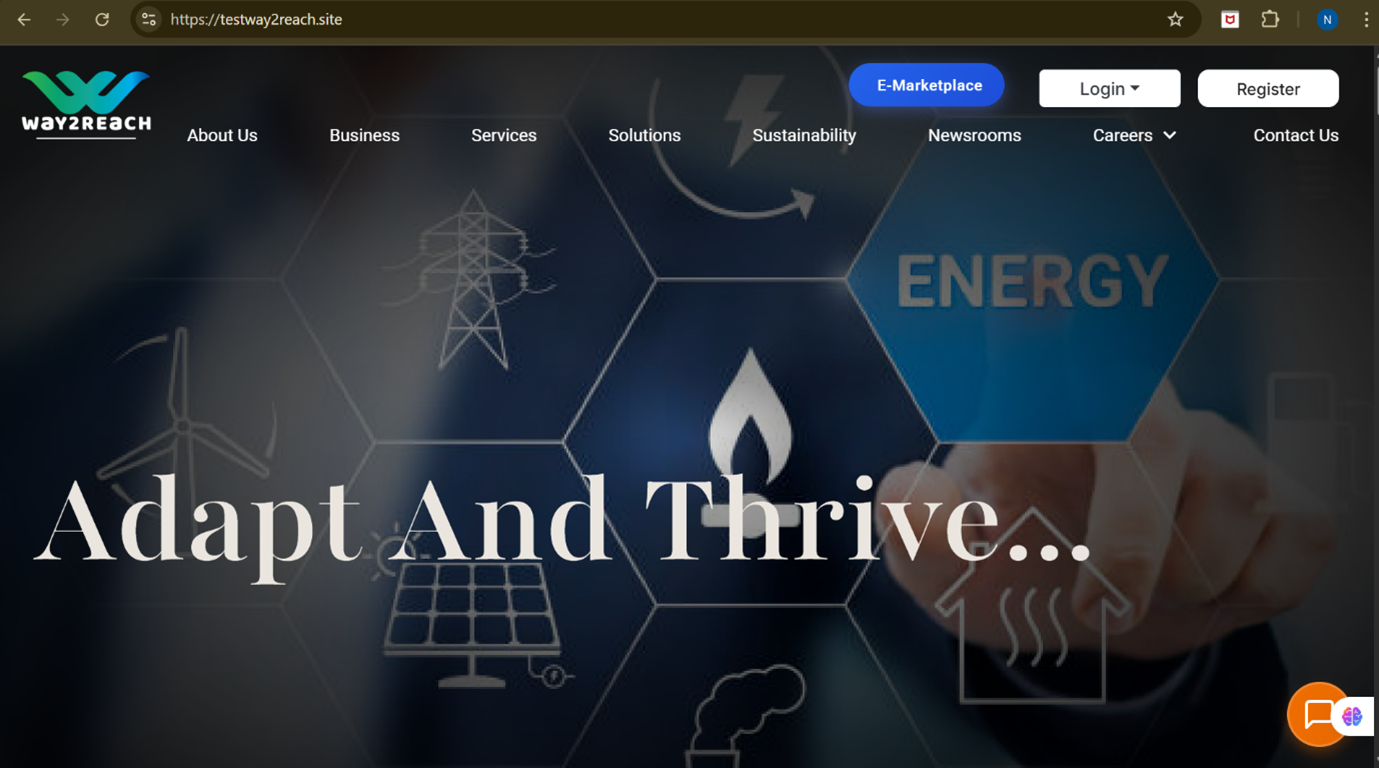 https://testway2reach.site
N
E-Marketplace
Login
Register
WAY2REACH
About Us
Business
Services
Solutions
Sustainability
Newsrooms
Careers
Contact Us
ENERGY
Adapt And Thrive...